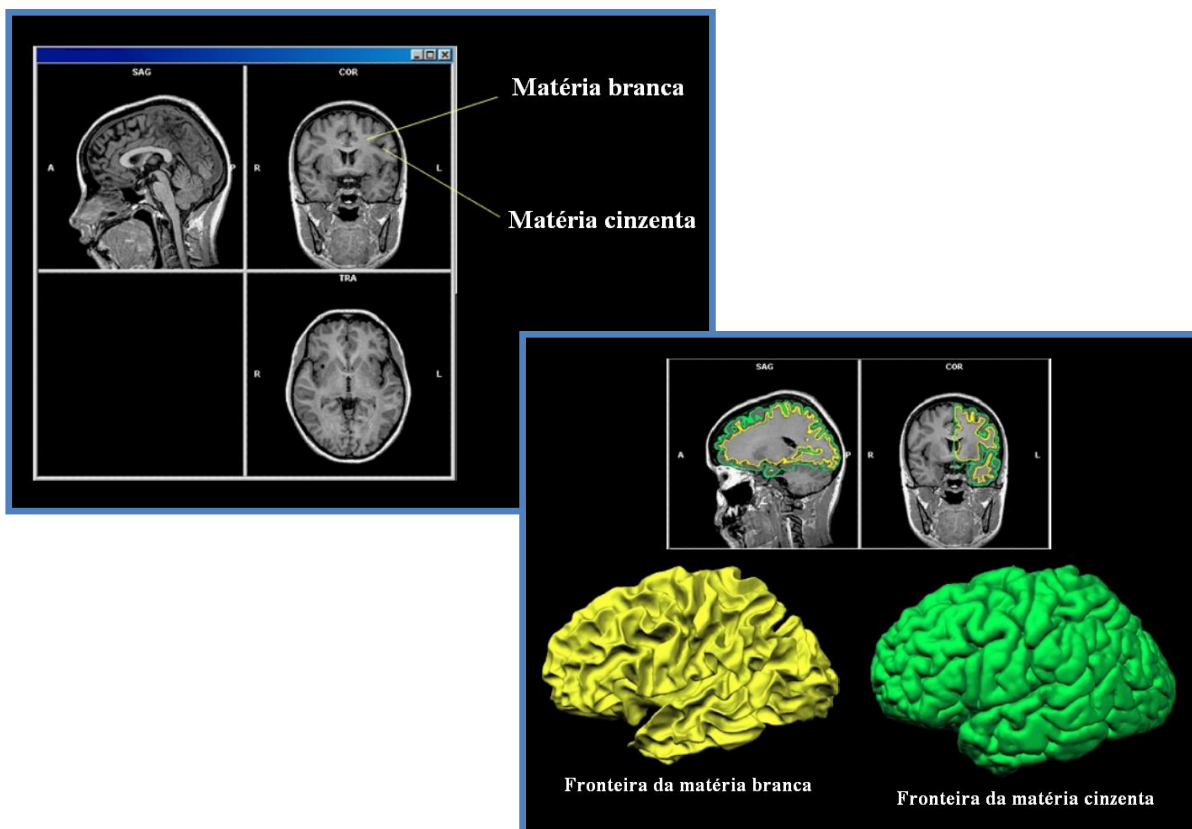 SAG
COR
Matéria branca
A
P
R
L
Matéria cinzenta
TRA
R
L
SAG
COR
A
P
R
L
Fronteira da matéria branca
Fronteira da matéria cinzenta